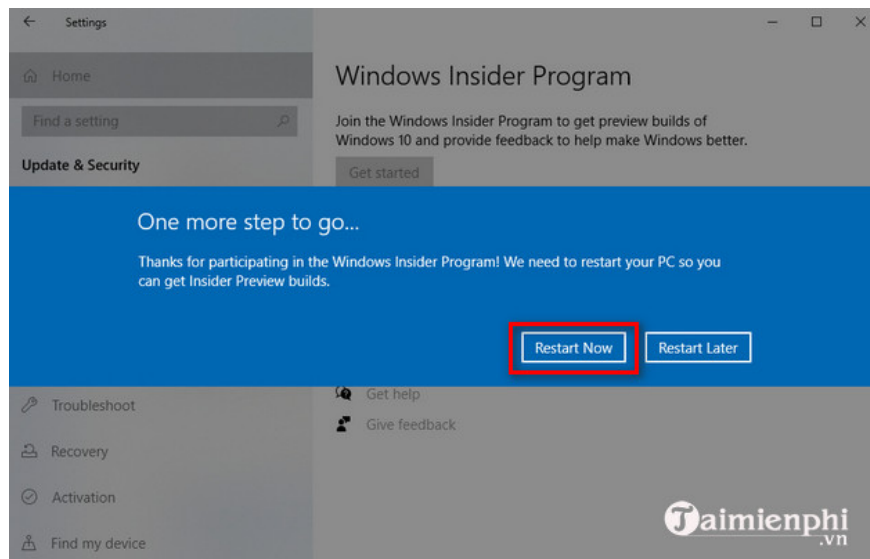 Settings
Home
Find a setting
Update & Security
Windows Insider Program
Join the Windows Insider Program to get preview builds of
Windows 10 and provide feedback to help make Windows better.
Get started
One more step to go...
Thanks for participating in the Windows Insider Program! We need to restart your PC so you
can get Insider Preview builds.
Restart Now
Restart Later
Troubleshoot
Recovery
Activation
Find my device
Get help
Give feedback
Taimienphi
.vn